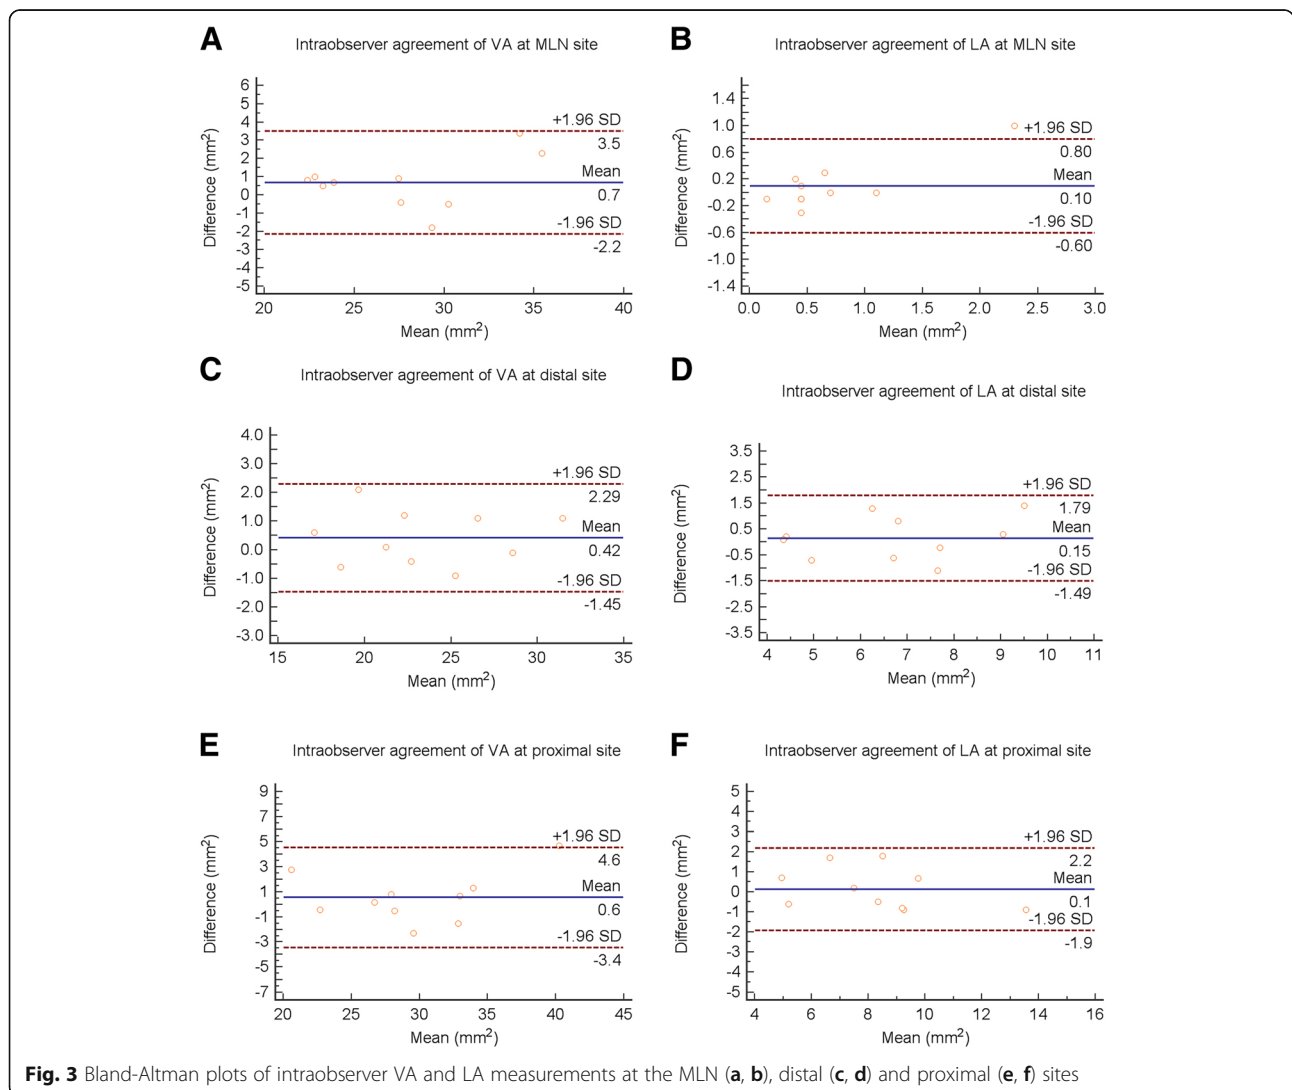 A
Intraobserver agreement of VA at MLN site
6
5
4
3
2
1
0
-1
-2
-3
-4
-5
Difference (mm²)
+1.96 SD
3.5
Mean
0.7
-1.96 SD
-2.2
20 25 30 35 40
Mean (mm²)
B
Intraobserver agreement of LA at MLN site
1.4
1.0
0.6
0.2
-0.2
-0.6
-1.0
-1.4
Difference (mm²)
+1.96 SD
0.80
Mean
0.10
-1.96 SD
-0.60
0.0 0.5 1.0 1.5 2.0 2.5 3.0
Mean (mm²)
C
Intraobserver agreement of VA at distal site
4.0
3.0
2.0
1.0
0.0
-1.0
-2.0
-3.0
Difference (mm²)
+1.96 SD
2.29
Mean
0.42
-1.96 SD
-1.45
15 20 25 30 35
Mean (mm²)
D
Intraobserver agreement of LA at distal site
3.5
2.5
1.5
0.5
-0.5
-1.5
-2.5
-3.5
Difference (mm²)
+1.96 SD
1.79
Mean
0.15
-1.96 SD
-1.49
4 5 6 7 8 9 10 11
Mean (mm²)
E
Intraobserver agreement of VA at proximal site
9
7
5
3
1
-1
-3
-5
-7
Difference (mm²)
+1.96 SD
4.6
Mean
0.6
-1.96 SD
-3.4
20 25 30 35 40 45
Mean (mm²)
F
Intraobserver agreement of LA at proximal site
5
4
3
2
1
0
-1
-2
-3
-4
-5
Difference (mm²)
+1.96 SD
2.2
Mean
0.1
-1.96 SD
-1.9
4 6 8 10 12 14 16
Mean (mm²)
Fig. 3 Bland-Altman plots of intraobserver VA and LA measurements at the MLN (a, b), distal (c, d) and proximal (e, f) sites